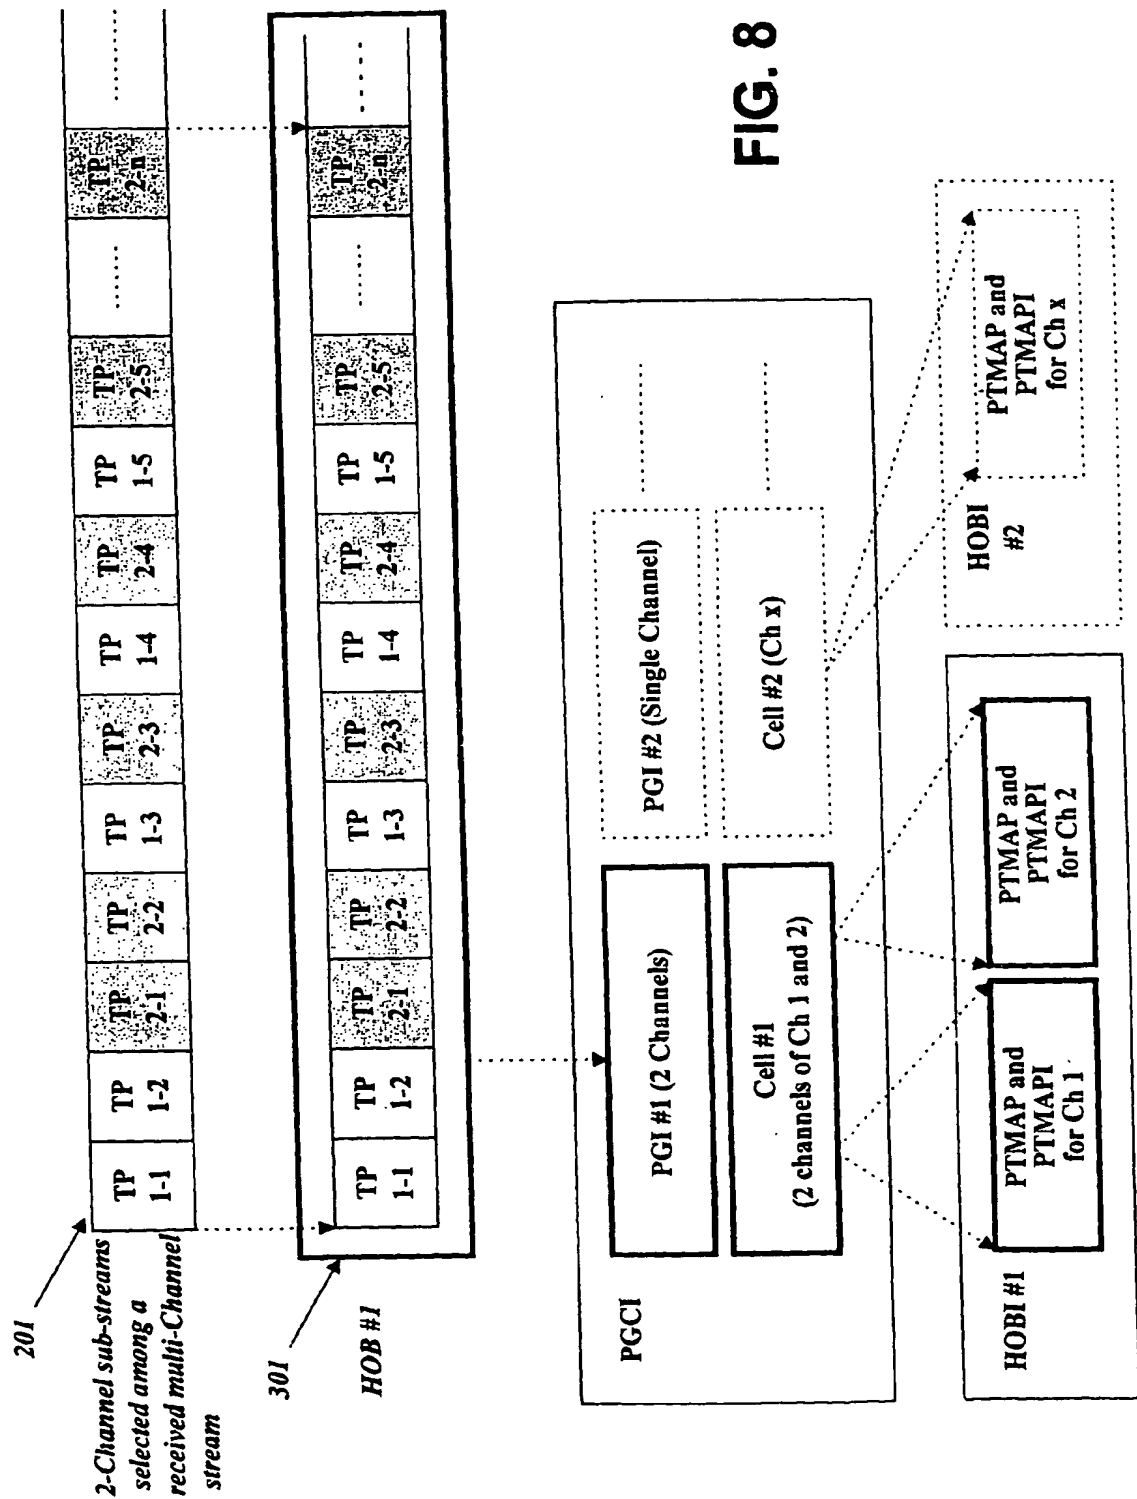 201
2-Channel sub-streams
selected among a
received multi-Channel
stream
TP
1-1
TP
1-2
TP
2-1
TP
2-2
TP
1-3
TP
2-3
TP
1-4
TP
2-4
TP
1-5
TP
2-5
TP
2-n
301
HOB #1
TP
1-1
TP
1-2
TP
2-1
TP
2-2
TP
1-3
TP
2-3
TP
1-4
TP
2-4
TP
1-5
TP
2-5
TP
2-n
PGCI
PGI #1 (2 Channels)
PGI #2 (Single Channel)
Cell #1
(2 channels of Ch 1 and 2)
Cell #2 (Ch x)
HOBI #1
PTMAP and
PTMAPI
for Ch 1
PTMAP and
PTMAPI
for Ch 2
HOBI
#2
PTMAP and
PTMAPI
for Ch x
FIG. 8